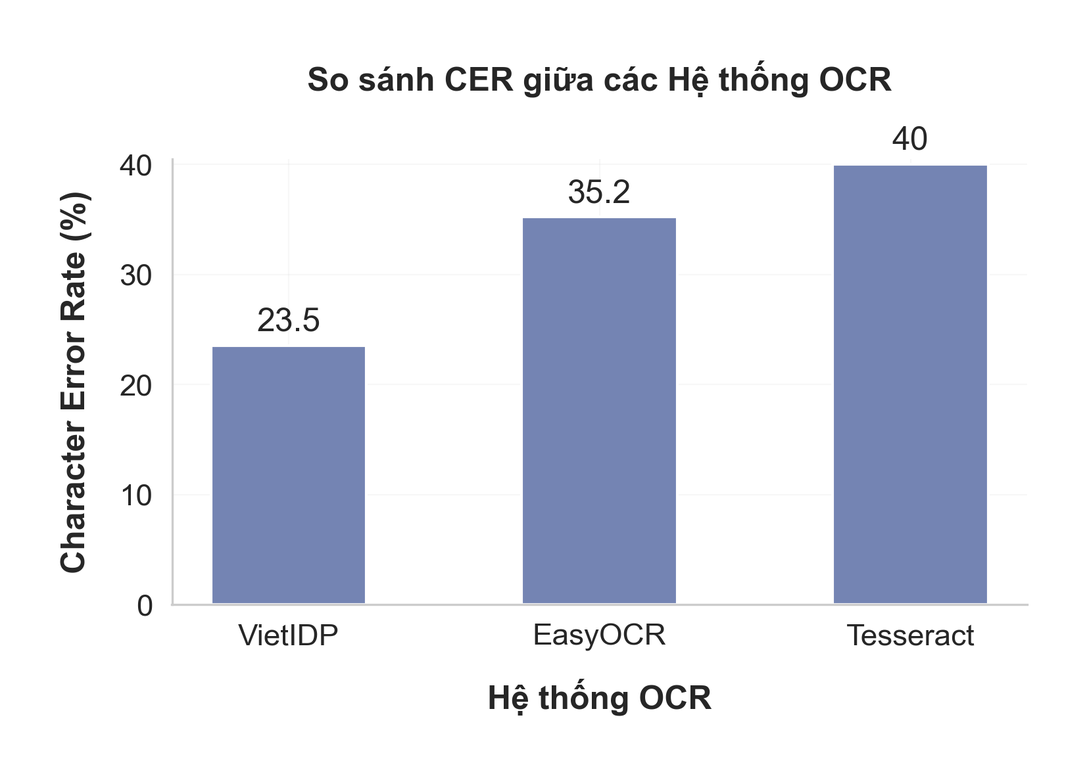 So sánh CER giữa các Hệ thống OCR
40
35.2
23.5
Character Error Rate (%)
40
30
20
10
0
VietIDP EasyOCR Tesseract
Hệ thống OCR